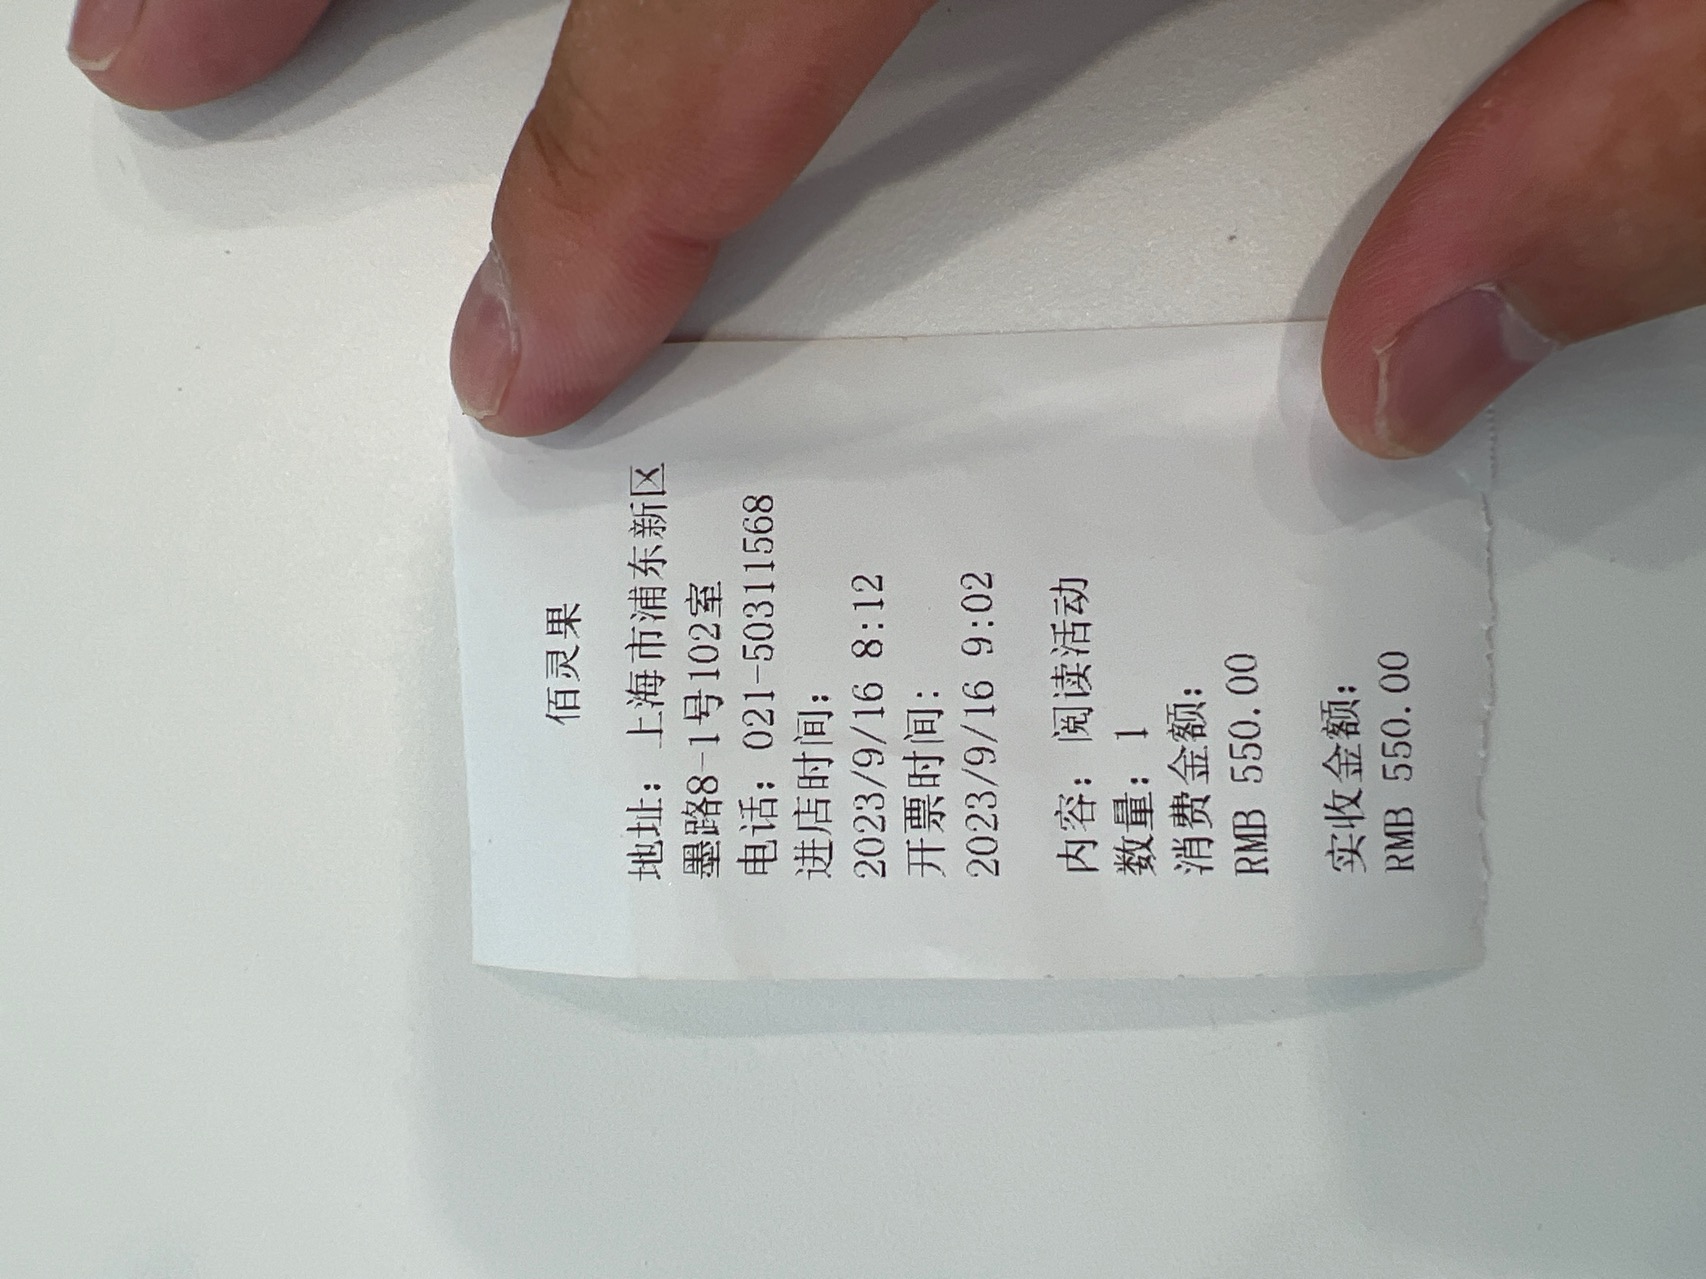 佰灵果
地址：上海市浦东新区
墨路8-1号102室
电话：021-50311568
进店时间：
2023/9/16 8:12
开票时间：
2023/9/16 9:02
内容：阅读活动
数量：1
消费金额：
RMB 550.00
实收金额：
RMB 550.00